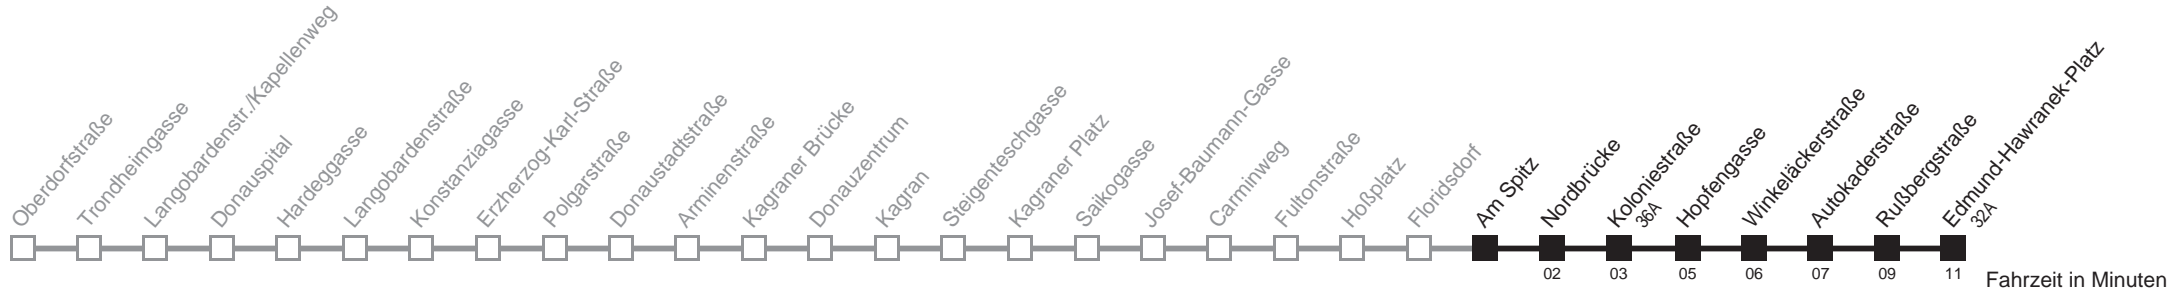 Oberdorfstraße
Trondheimgasse
Langobardenstr./Kapellenweg
Donauspital
Hardeggasse
Langobardenstraße
Konstanziagasse
Erzherzog-Karl-Straße
Polgarstraße
Donaustadtstraße
Arminenstraße
Kagraner Brücke
Donauzentrum
Kagran
Steigenteschgasse
Kagraner Platz
Saikogasse
Josef-Baumann-Gasse
Carminweg
Fultonstraße
Hoßplatz
Floridsdorf
Am Spitz
Nordbrücke
Koloniestraße
36A
Hopfengasse
Winkeläckerstraße
Autokaderstraße
Rußbergstraße
Edmund-Hawranek-Platz
32A
02 03 05 06 07 09 11 Fahrzeit in Minuten